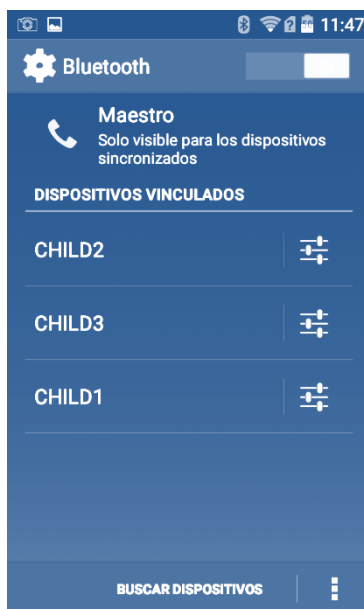 11:47
Bluetooth
Maestro
Solo visible para los dispositivos
sincronizados
DISPOSITIVOS VINCULADOS
CHILD2
CHILD3
CHILD1
BUSCAR DISPOSITIVOS